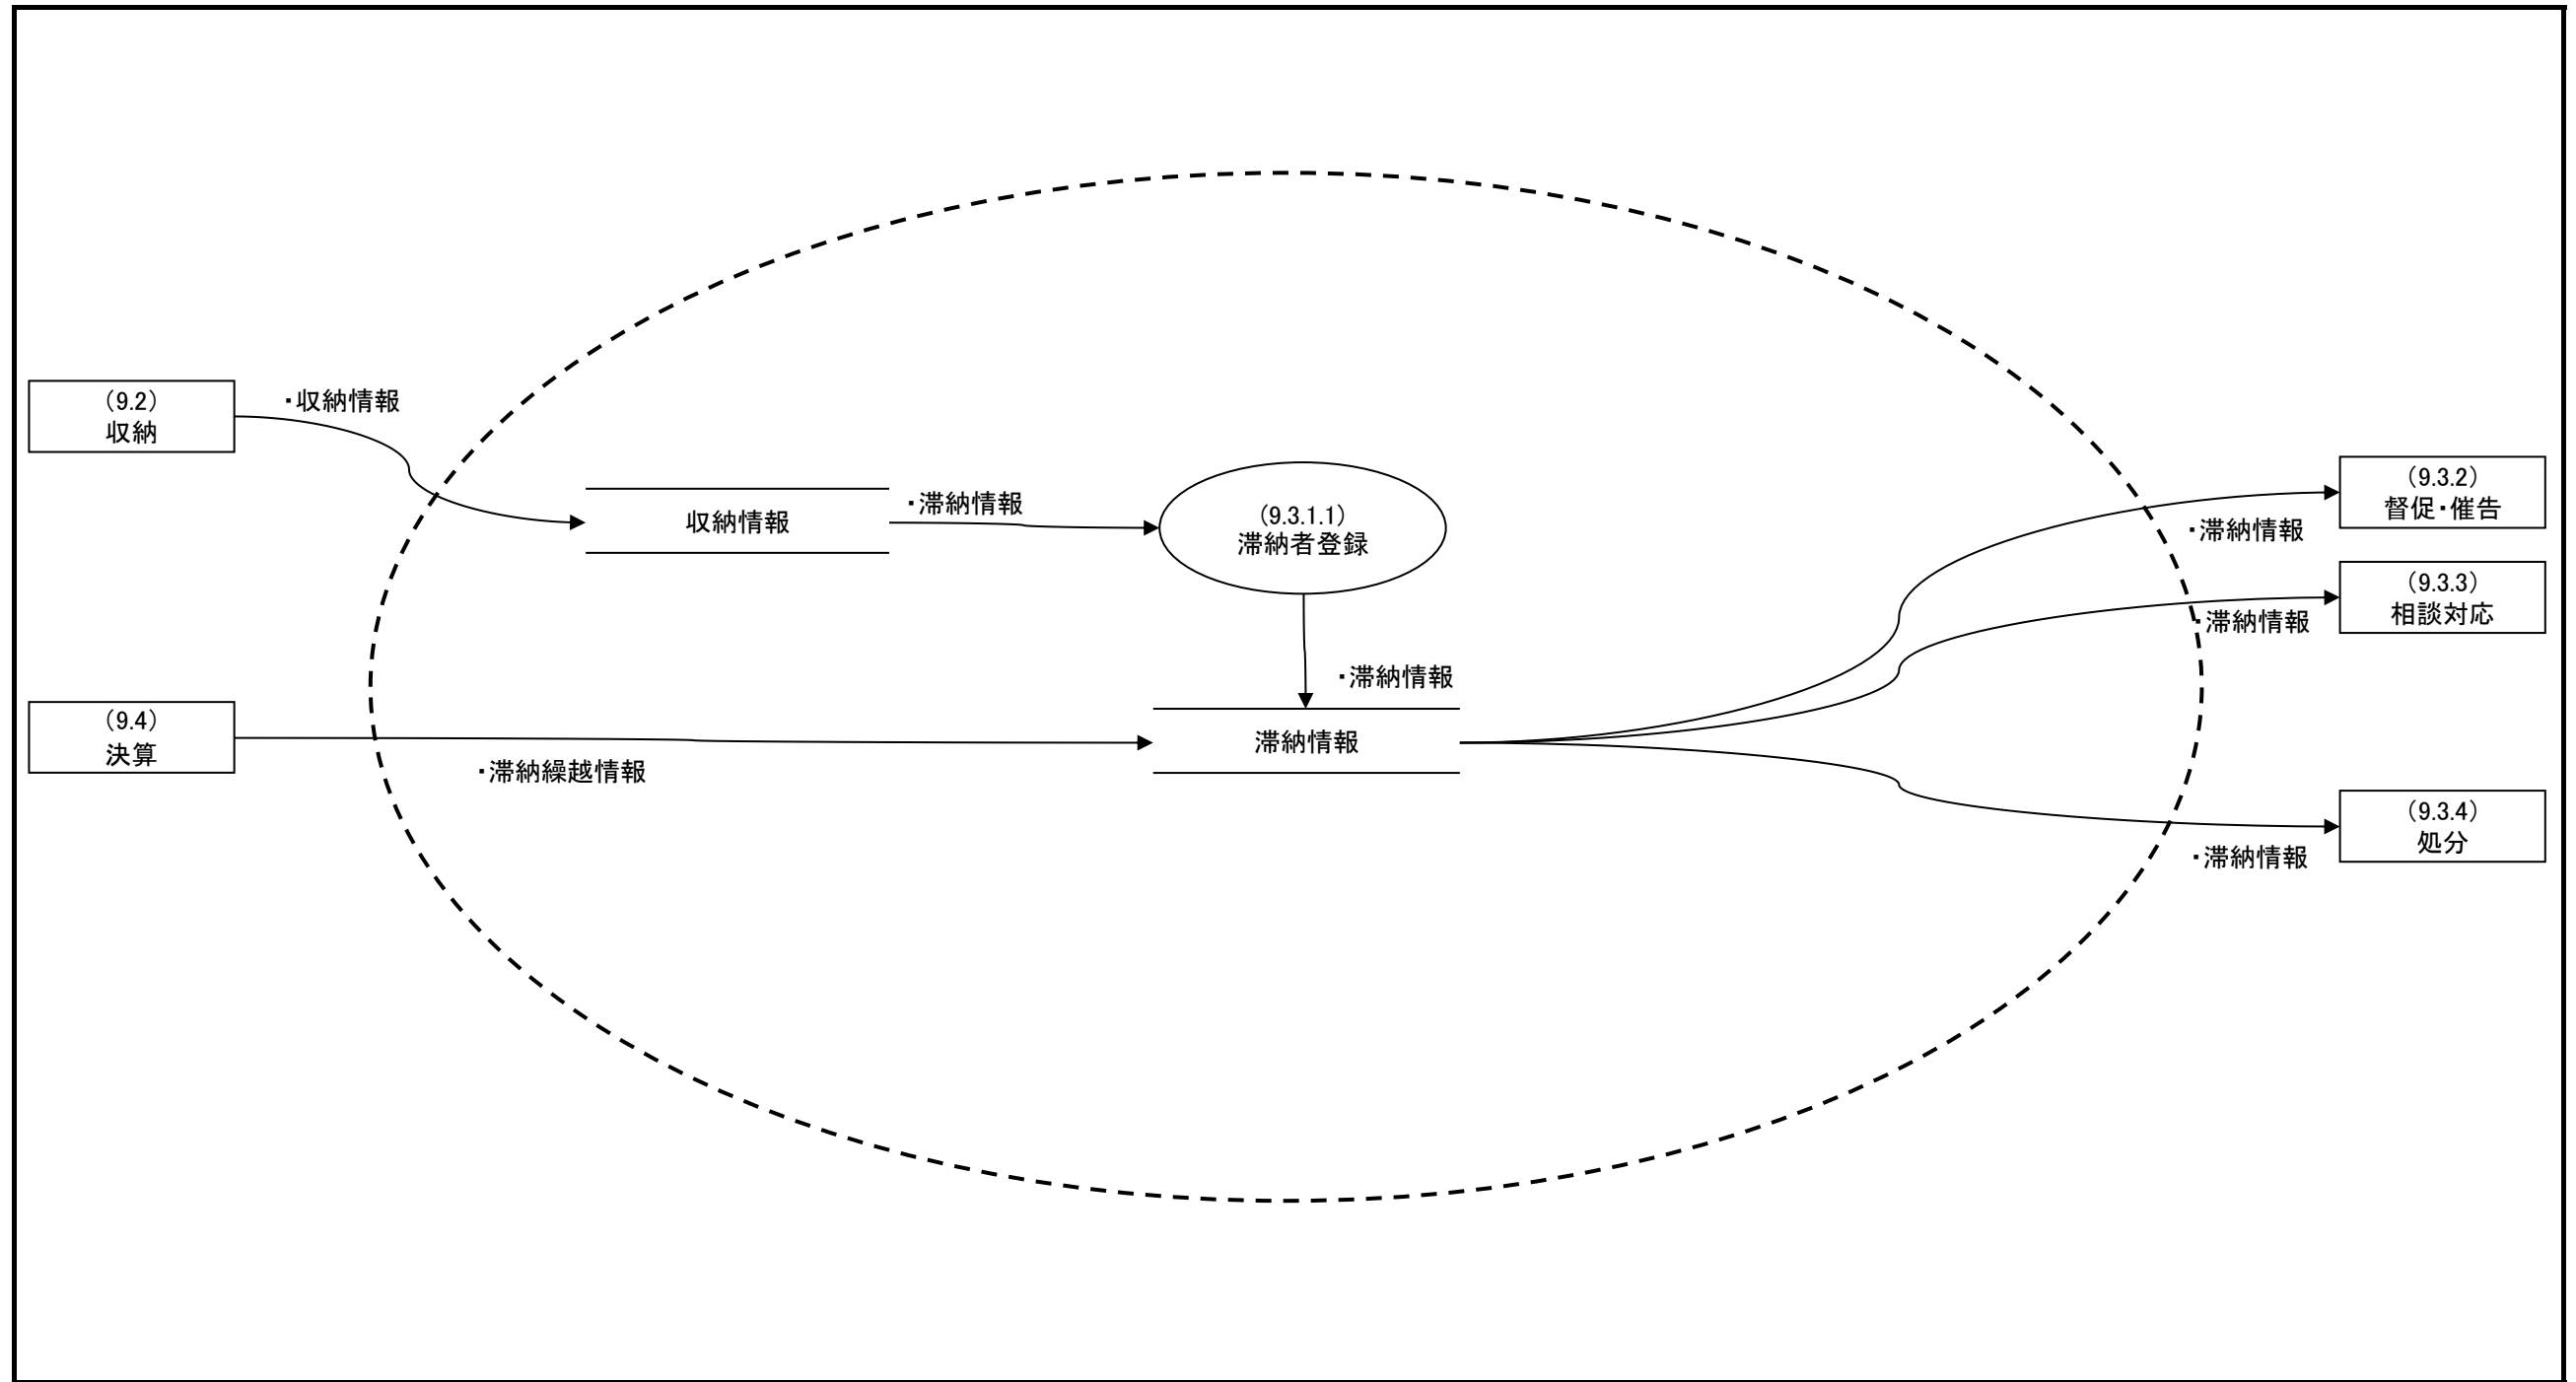 （9.2）
収納
・収納情報
収納情報
・滞納情報
（9.3.1.1）
滞納者登録
・滞納情報
（9.4）
決算
・滞納繰越情報
滞納情報
（9.3.2）
督促・催告
・滞納情報
（9.3.3）
相談対応
・滞納情報
（9.3.4）
処分
・滞納情報